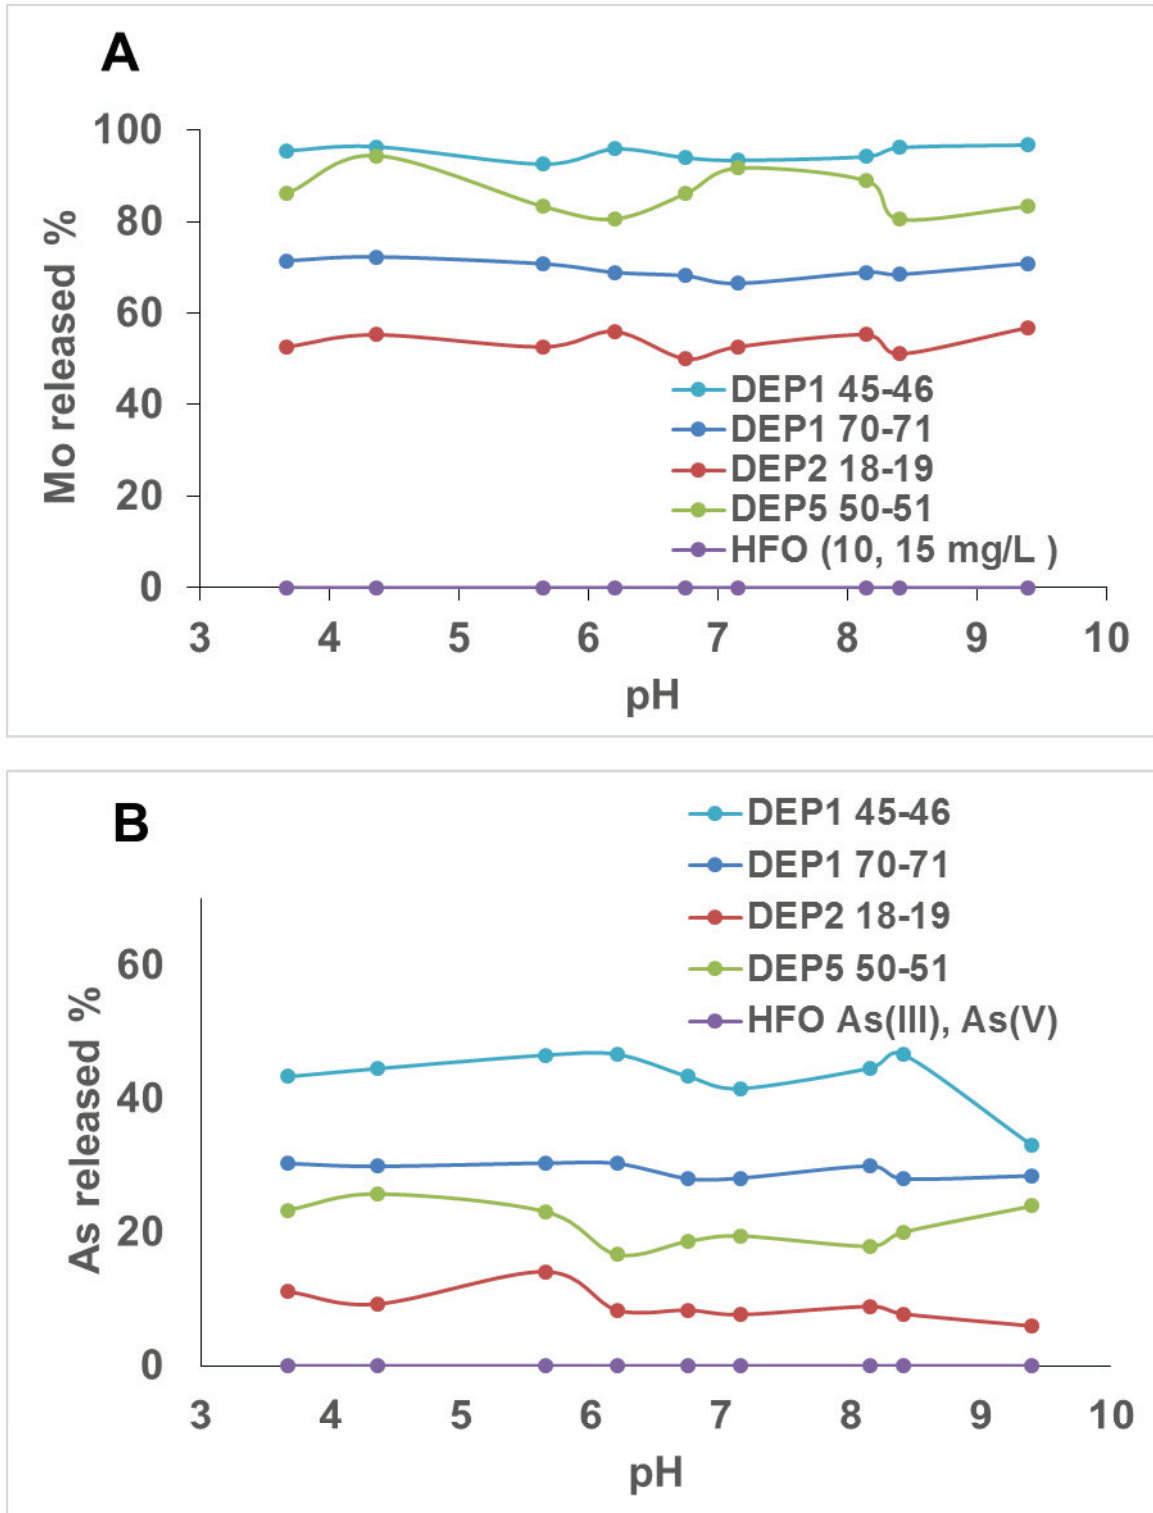 A
100
80
60
40
20
0
Mo released %
DEP1 45-46
DEP1 70-71
DEP2 18-19
DEP5 50-51
HFO (10, 15 mg/L )
3 4 5 6 7 8 9 10
pH
B
DEP1 45-46
DEP1 70-71
DEP2 18-19
DEP5 50-51
HFO As(III), As(V)
60
40
20
0
As released %
3 4 5 6 7 8 9 10
pH